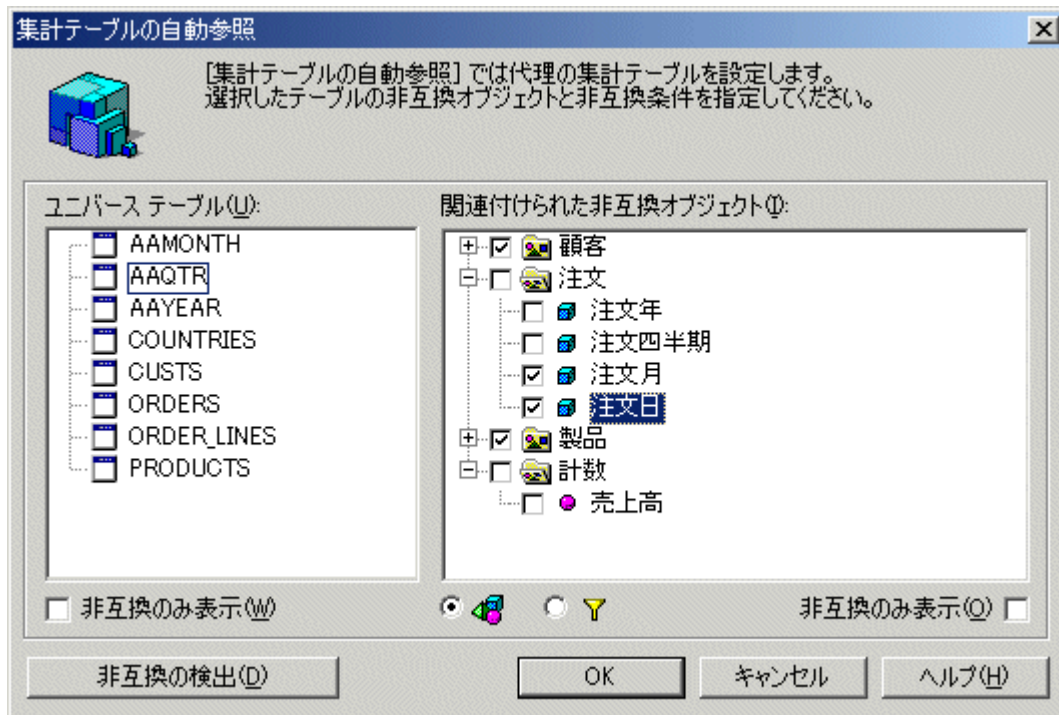 集計テーブルの自動参照
[集計テーブルの自動参照] では代理の集計テーブルを設定します。
選択したテーブルの非互換オブジェクトと非互換条件を指定してください。
ユニバース テーブル(U):
AAMONTH
AAQTR
AAYEAR
COUNTRIES
CUSTS
ORDERS
ORDER_LINES
PRODUCTS
非互換のみ表示(W)
関連付けられた非互換オブジェクト(I):
顧客
注文
注文年
注文四半期
注文月
注文日
製品
計数
売上高
非互換のみ表示(O)
非互換の検出(D)
OK
キャンセル
ヘルプ(H)